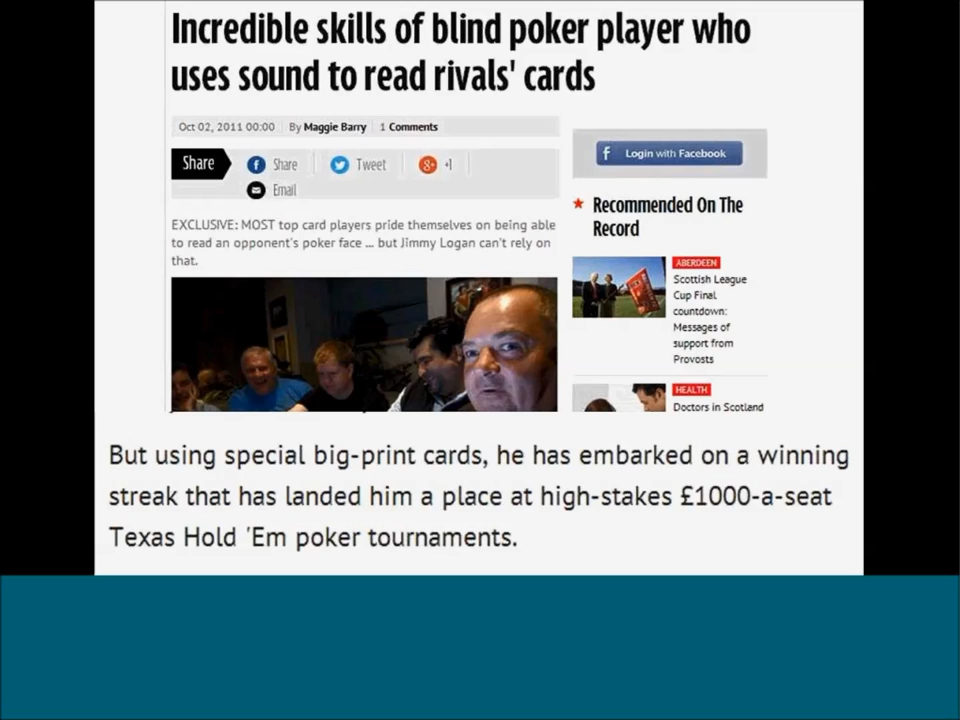 Incredible skills of blind poker player who
uses sound to read rivals' cards
Oct 02, 2011 00:00 By Maggie Barry 1 Comments
Share
Share
Tweet
+1
Email
EXCLUSIVE: MOST top card players pride themselves on being able
to read an opponent's poker face ... but Jimmy Logan can't rely on
that.
Login with Facebook
Recommended On The
Record
ABERDEEN
Scottish League
Cup Final
countdown:
Messages of
support from
Provosts
HEALTH
Doctors in Scotland
But using special big-print cards, he has embarked on a winning
streak that has landed him a place at high-stakes £1000-a-seat
Texas Hold 'Em poker tournaments.